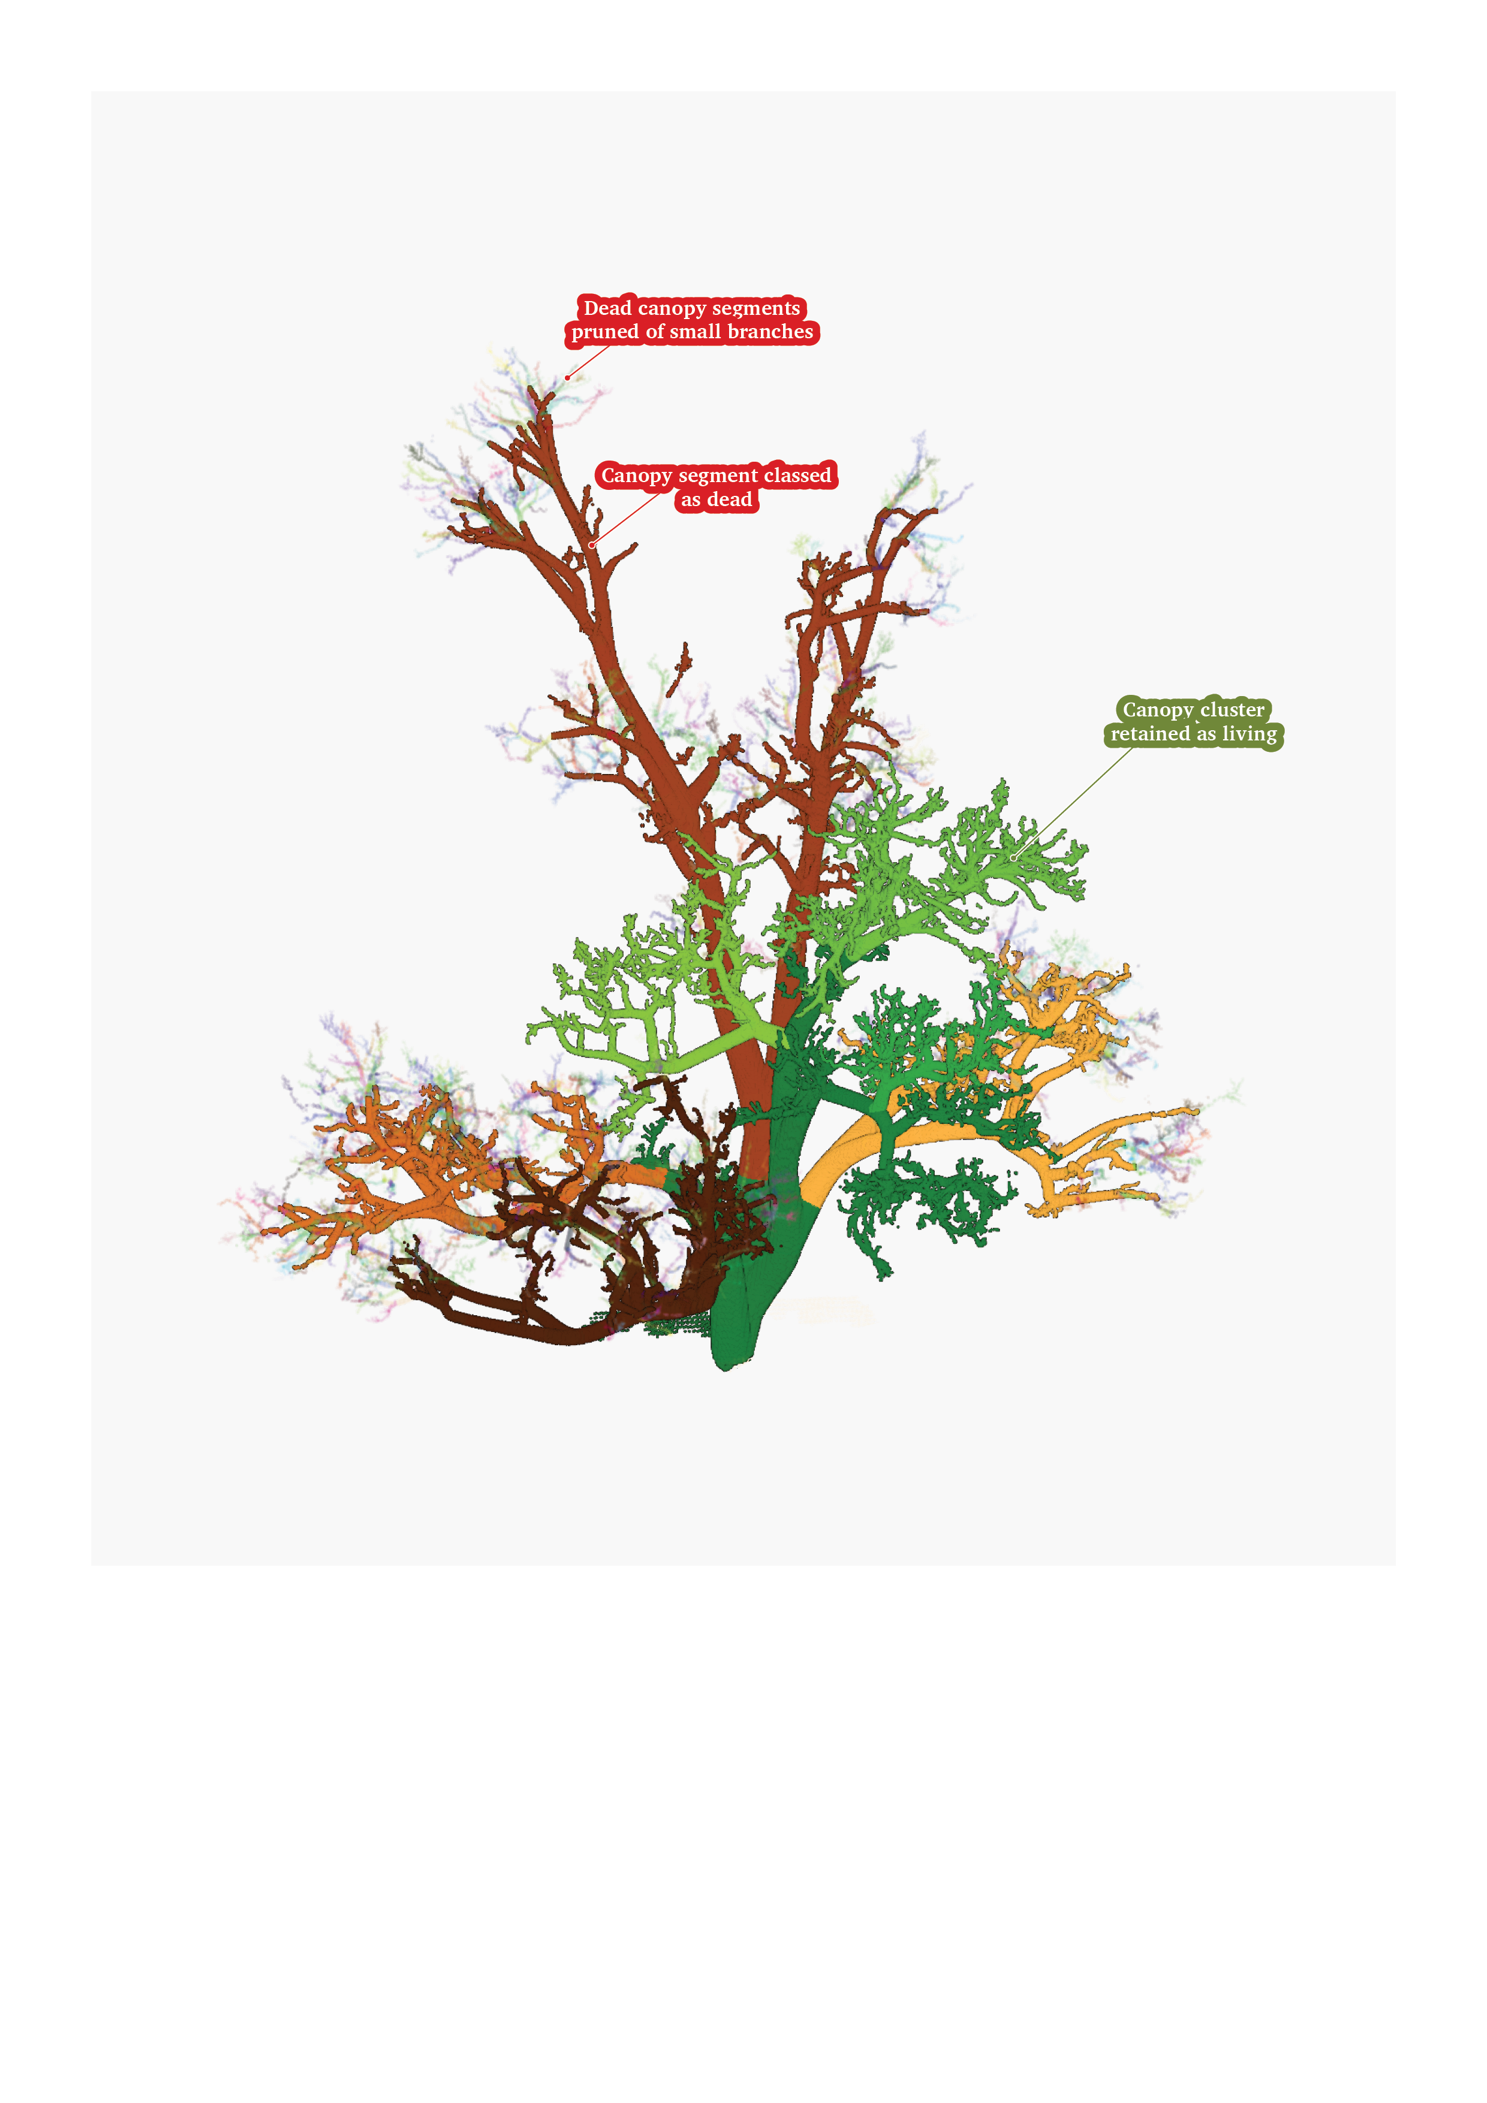 Dead canopy segments
pruned of small branches
Canopy segment classed
as dead
Canopy cluster
retained as living